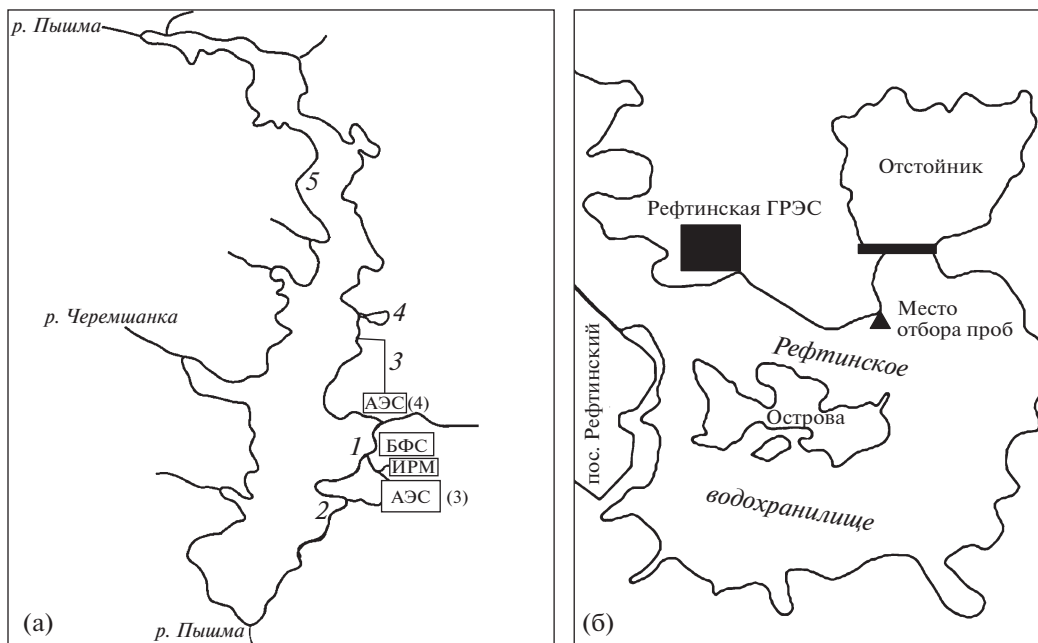 р. Пышма
5
р. Черемшанка
4
3
АЭС (4)
1
БФС
ИРМ
АЭС (3)
2
(а)
р. Пышма
Отстойник
Рефтинская ГРЭС
Место
отбора проб
Рефтинское
пос. Рефтинский
Острова
водохранилище
(б)